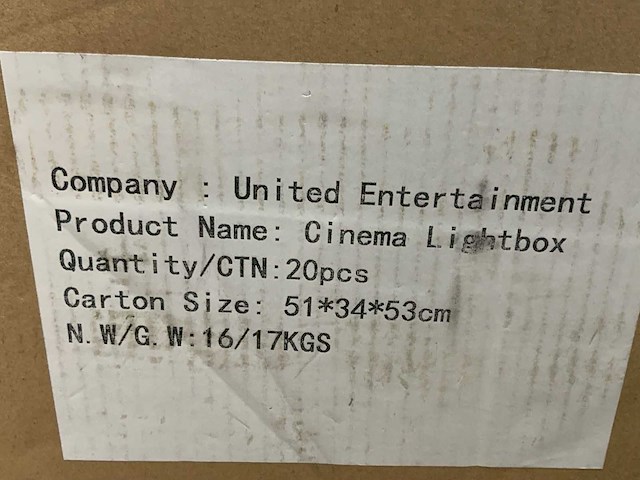 Company : United Entertainment
Product Name: Cinema Lightbox
Quantity/CTN:20pcs
Carton Size: 51*34*53cm
N.W/G.W:16/17KGS